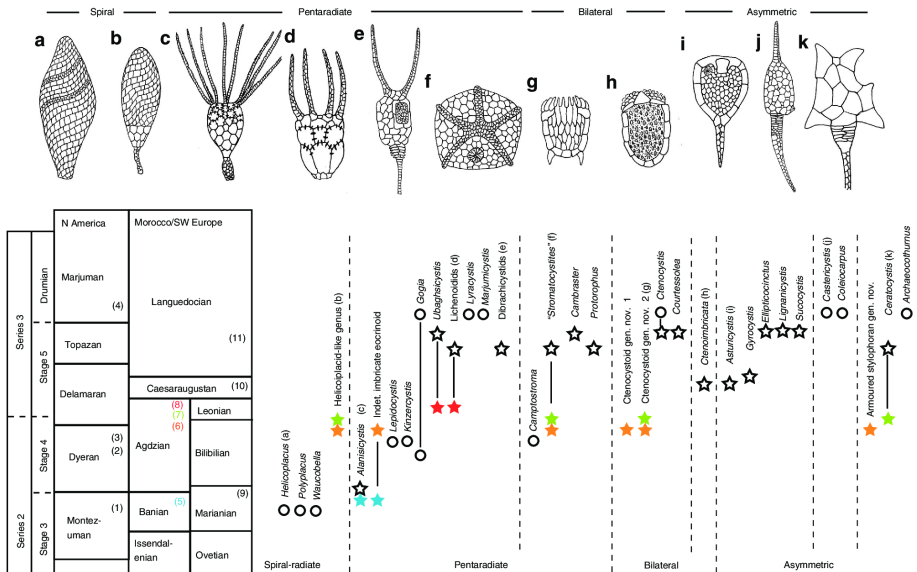 Spiral
Pentaradiate
Bilateral
Asymmetric
a
b
c
d
e
f
g
h
i
j
k
N America
Morocco/SW Europe
Series 3
Drumian
Marjuman
(4)
Languedocian
Stage 5
Topazan
(11)
Delamaran
Caesaraugustan
(10)
(8)
(7)
(6)
Leonian
Stage 4
(3)
Dyeran
(2)
Agdzian
Bilibilian
Series 2
Stage 3
(1)
Montez-
uman
Banian
(5)
(9)
Marianian
Issendal-
enian
Ovetian
Helicoplacus (a)
Polyplacus
Waucobella
Helicoiplacid-like genus (b)
Alanisicystis (c)
Indet. imbricate eocrinoid
Lepidocystis
Kinzercystis
Gogia
Ubaghsicystis
Lichenoidids (d)
Lyracystis
Marjumicystis
Dibrachicystids (e)
Camptostroma
"Stromatocystites" (f)
Cambraster
Protorophus
Ctenocystoid gen. nov. 1
Ctenocystoid gen. nov. 2 (g)
Ctenocystis
Courtessolea
Ctenoimbricata (h)
Asturicystis (i)
Gyrocystis
Ellipticocinctus
Lignanicystis
Sucocystis
Castericystis (j)
Coleiocarpus
Armoured stylophoran gen. nov.
Ceratocystis (k)
Archaeocothurnus
Spiral-radiate
Pentaradiate
Bilateral
Asymmetric